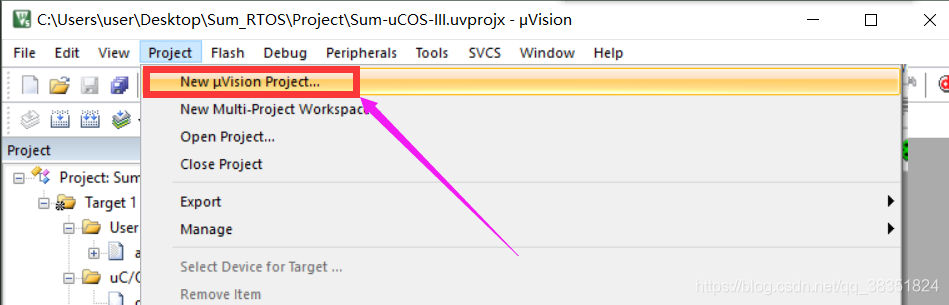 C:\Users\user\Desktop\Sum_RTOS\Project\Sum-uCOS-III.uvprojx - µVision
File Edit View Project Flash Debug Peripherals Tools SVCS Window Help
New µVision Project...
New Multi-Project Workspace
Open Project...
Close Project
Export
Manage
Select Device for Target ...
Remove Item
Project
Project: Sum
Target 1
User
a
uC/
https://blog.csdn.net/qq_38351824